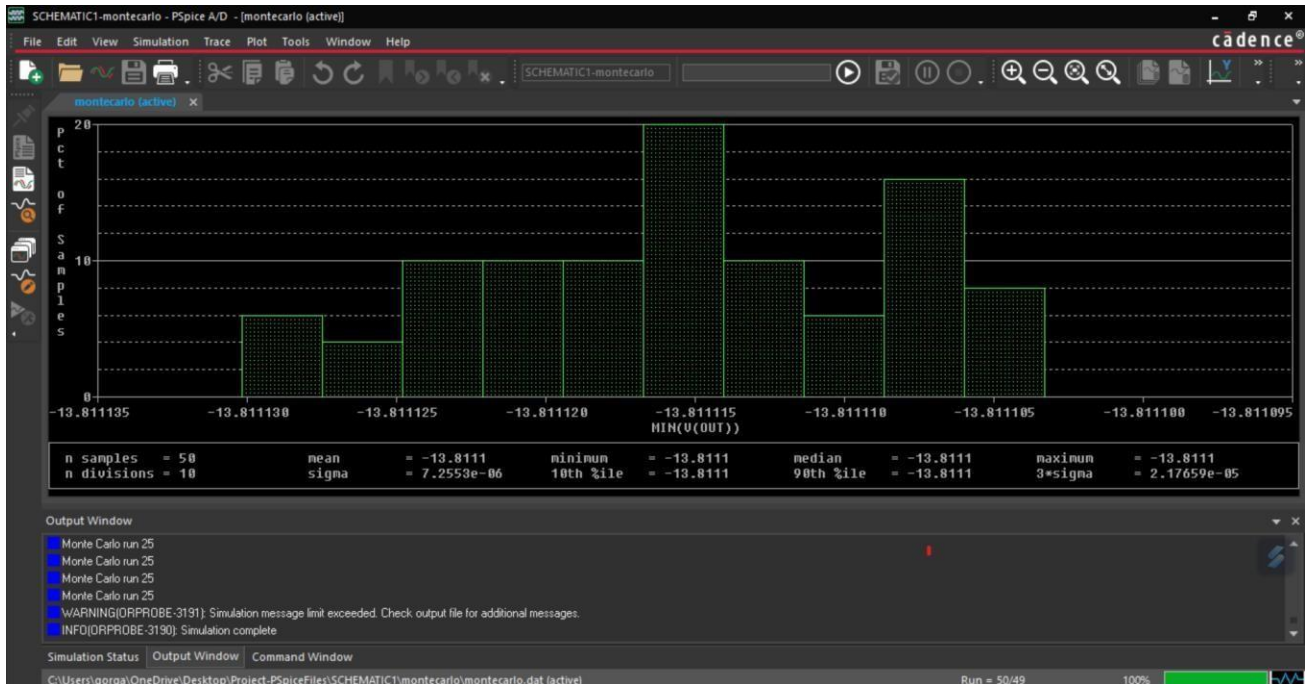 SCHEMATIC1-montecarlo - PSpice A/D - [montecarlo (active)]
File Edit View Simulation Trace Plot Tools Window Help
cādence®
SCHEMATIC1-montecarlo
montecarlo (active)
Pct of Samples
20
10
0
-13.811135 -13.811130 -13.811125 -13.811120 -13.811115 -13.811110 -13.811105 -13.811100 -13.811095
MIN(V(OUT))
n samples = 50 mean = -13.8111 minimum = -13.8111 median = -13.8111 maximum = -13.8111
n divisions = 10 sigma = 7.2553e-06 10th %ile = -13.8111 90th %ile = -13.8111 3*sigma = 2.17659e-05
Output Window
Monte Carlo run 25
Monte Carlo run 25
Monte Carlo run 25
Monte Carlo run 25
WARNING(ORPROBE-3191): Simulation message limit exceeded. Check output file for additional messages.
INFO(ORPROBE-3190): Simulation complete
Simulation Status Output Window Command Window
C:\Users\gorga\OneDrive\Desktop\Project-PSpiceFiles\SCHEMATIC1\montecarlo\montecarlo.dat (active) Run = 50/49 100%